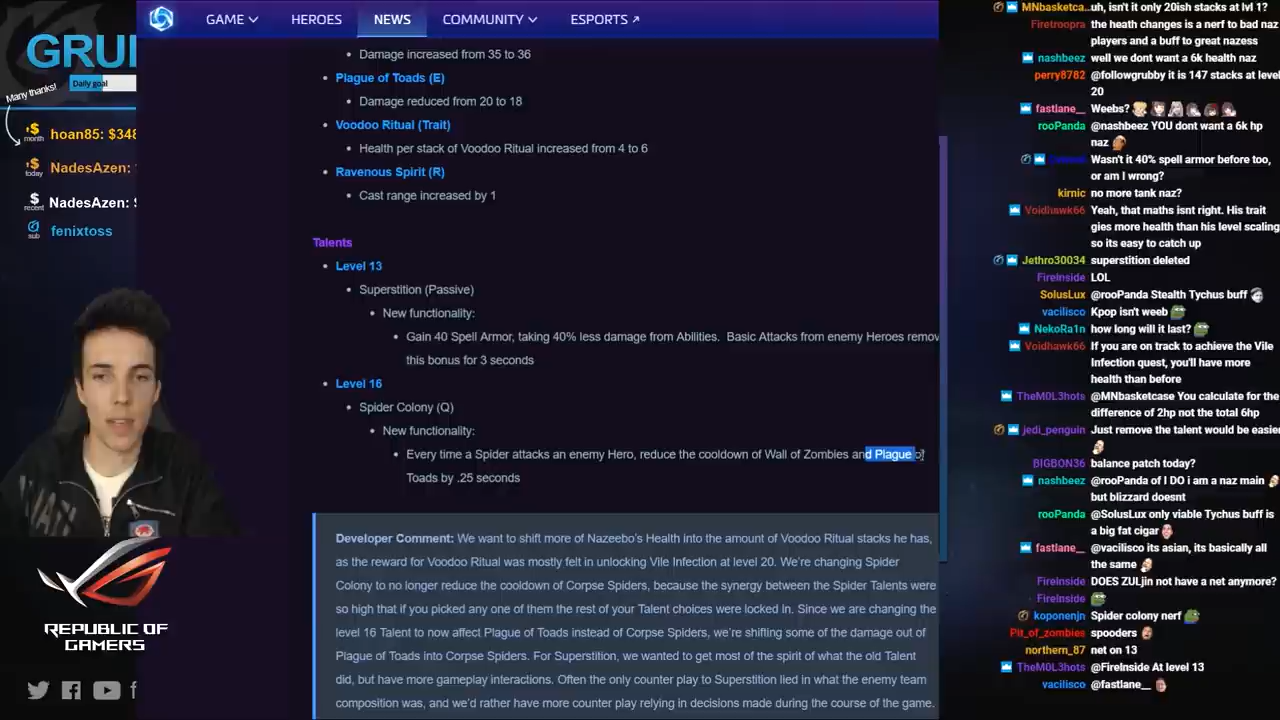 GAME
HEROES
NEWS
COMMUNITY
ESPORTS
GRU
Daily goal
Many thanks!
$
month
hoan85: $348
$
today
NadesAzen:
$
recent
NadesAzen: $
sub
fenixtoss
REPUBLIC OF
GAMERS
Damage increased from 35 to 36
Plague of Toads (E)
Damage reduced from 20 to 18
Voodoo Ritual (Trait)
Health per stack of Voodoo Ritual increased from 4 to 6
Ravenous Spirit (R)
Cast range increased by 1
Talents
Level 13
Superstition (Passive)
New functionality:
Gain 40 Spell Armor, taking 40% less damage from Abilities. Basic Attacks from enemy Heroes remov
this bonus for 3 seconds
Level 16
Spider Colony (Q)
New functionality:
Every time a Spider attacks an enemy Hero, reduce the cooldown of Wall of Zombies and Plague of
Toads by .25 seconds
Developer Comment: We want to shift more of Nazeebo's Health into the amount of Voodoo Ritual stacks he has,
as the reward for Voodoo Ritual was mostly felt in unlocking Vile Infection at level 20. We're changing Spider
Colony to no longer reduce the cooldown of Corpse Spiders, because the synergy between the Spider Talents were
so high that if you picked any one of them the rest of your Talent choices were locked in. Since we are changing the
level 16 Talent to now affect Plague of Toads instead of Corpse Spiders, we're shifting some of the damage out of
Plague of Toads into Corpse Spiders. For Superstition, we wanted to get most of the spirit of what the old Talent
did, but have more gameplay interactions. Often the only counter play to Superstition lied in what the enemy team
composition was, and we'd rather have more counter play relying in decisions made during the course of the game.
MNbasketca...uh, isn't it only 20ish stacks at lvl 1?
Firetroopra the heath changes is a nerf to bad naz
players and a buff to great nazess
nashbeez well we dont want a 6k health naz
perry8782 @followgrubby it is 147 stacks at level
20
fastlane__ Weebs?
rooPanda @nashbeez YOU dont want a 6k hp
naz
Wasn't it 40% spell armor before too,
or am I wrong?
kirnic no more tank naz?
Voidhawk66 Yeah, that maths isnt right. His trait
gies more health than his level scaling
so its easy to catch up
Jethro30034 superstition deleted
FireInside LOL
SolusLux @rooPanda Stealth Tychus buff
vacilisco Kpop isn't weeb
NekoRa1n how long will it last?
Voidhawk66 If you are on track to achieve the Vile
Infection quest, you'll have more
health than before
TheM0L3hots @MNbasketcase You calculate for the
difference of 2hp not the total 6hp
jedi_penguin Just remove the talent would be easier
BIGBON36 balance patch today?
nashbeez @rooPanda of I DO i am a naz main
but blizzard doesnt
rooPanda @SolusLux only viable Tychus buff is
a big fat cigar
fastlane__ @vacilisco its asian, its basically all
the same
FireInside DOES ZULjin not have a net anymore?
FireInside
koponenjn Spider colony nerf
Pit_of_zombies spooders
northern_87 net on 13
TheM0L3hots @FireInside At level 13
vacilisco @fastlane__